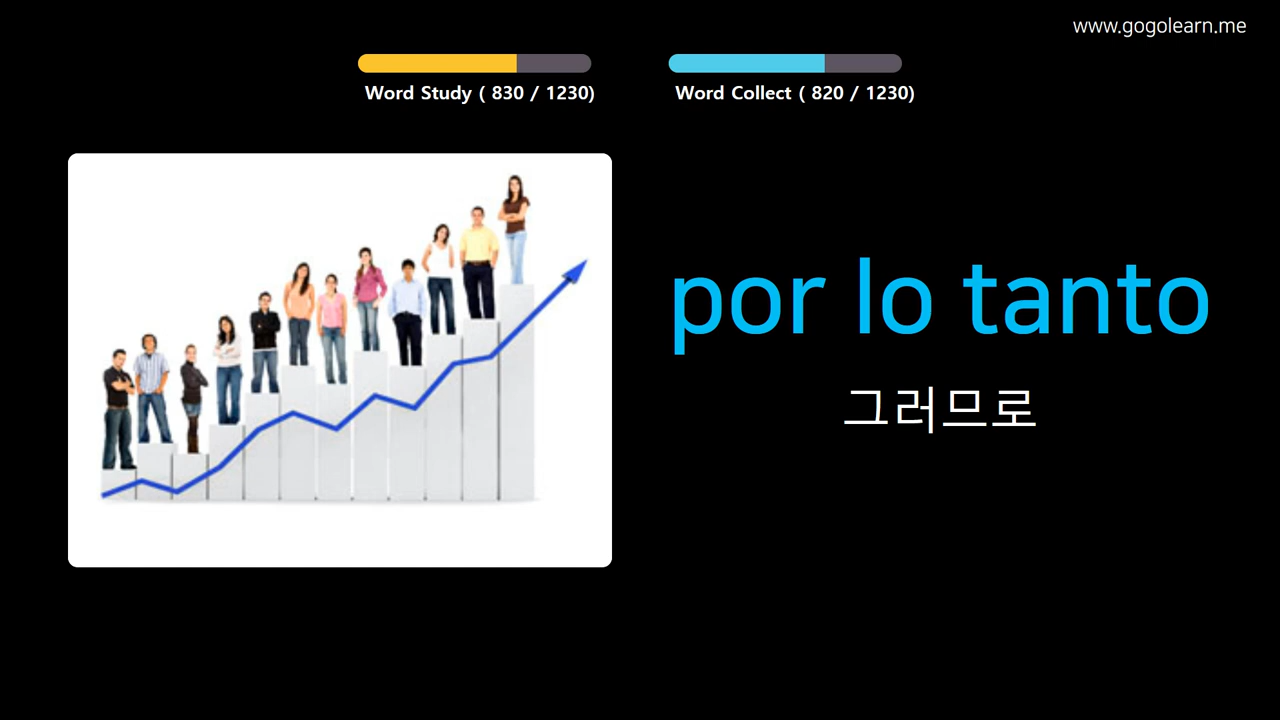 www.gogolearn.me
Word Study ( 830 / 1230)
Word Collect ( 820 / 1230)
por lo tanto
그러므로